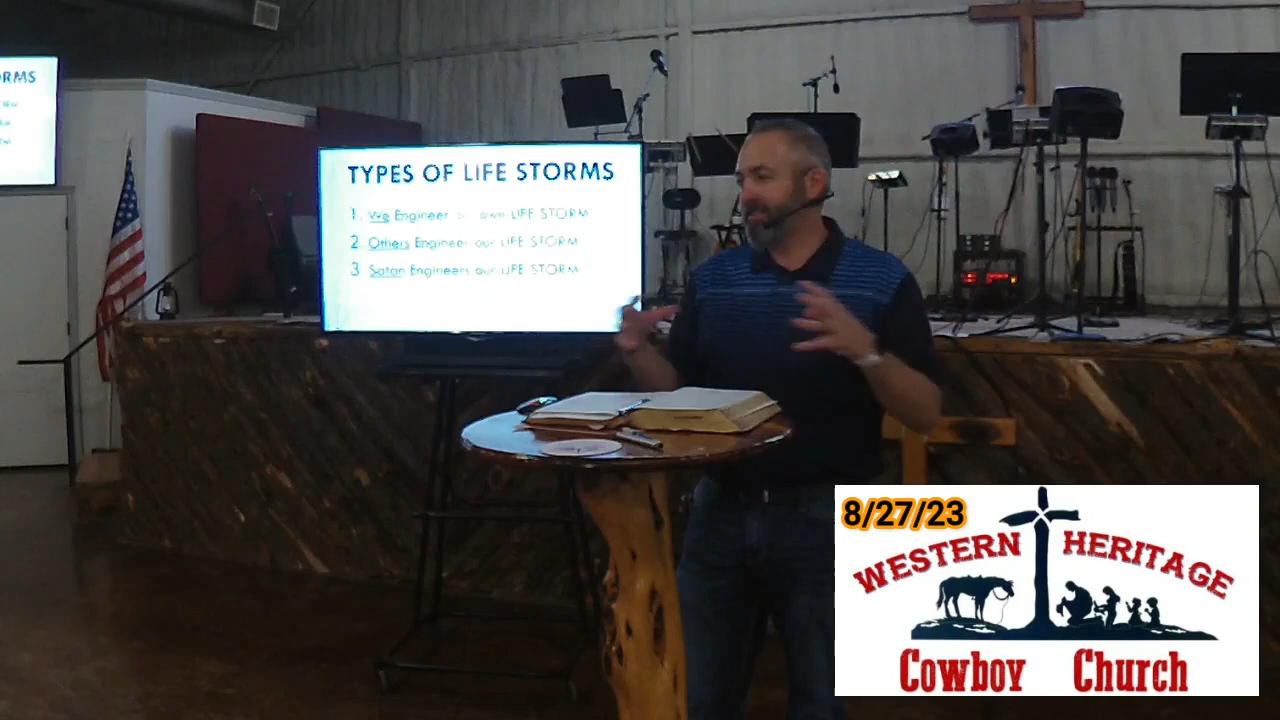 RMS
TYPES OF LIFE STORMS
1. We Engineer our own LIFE STORM
2. Others Engineer our LIFE STORM
3 Satan Engineers our LIFE STORM
8/27/23
WESTERN HERITAGE
Cowboy Church